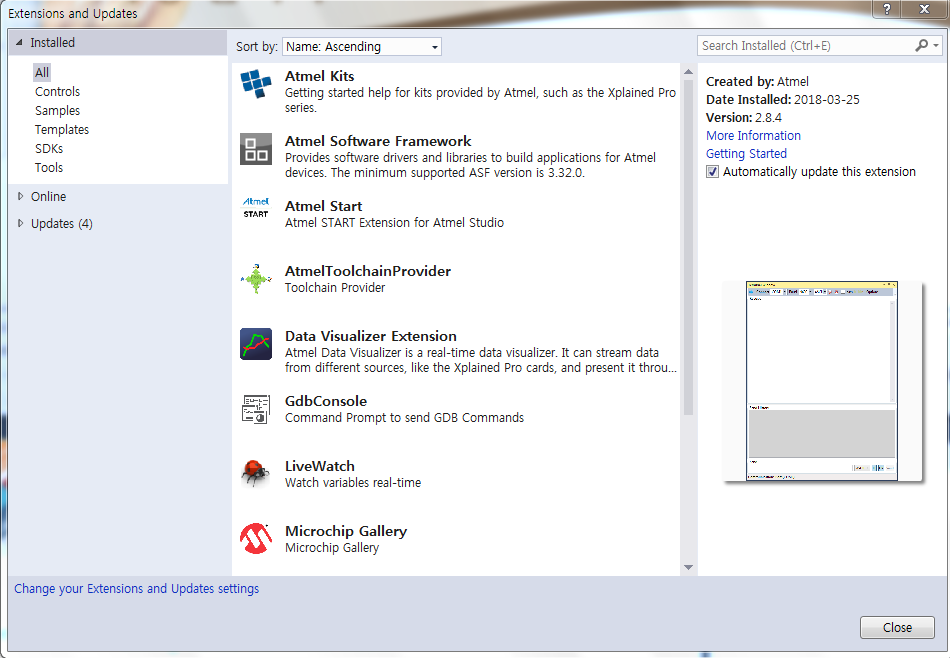 Extensions and Updates
Installed
All
Controls
Samples
Templates
SDKs
Tools
Online
Updates (4)
Sort by: Name: Ascending
Atmel Kits
Getting started help for kits provided by Atmel, such as the Xplained Pro
series.
Atmel Software Framework
Provides software drivers and libraries to build applications for Atmel
devices. The minimum supported ASF version is 3.32.0.
Atmel
START
Atmel Start
Atmel START Extension for Atmel Studio
AtmelToolchainProvider
Toolchain Provider
Data Visualizer Extension
Atmel Data Visualizer is a real-time data visualizer. It can stream data
from different sources, like the Xplained Pro cards, and present it throu...
GdbConsole
Command Prompt to send GDB Commands
LiveWatch
Watch variables real-time
Microchip Gallery
Microchip Gallery
Search Installed (Ctrl+E)
Created by: Atmel
Date Installed: 2018-03-25
Version: 2.8.4
More Information
Getting Started
Automatically update this extension
Change your Extensions and Updates settings
Close